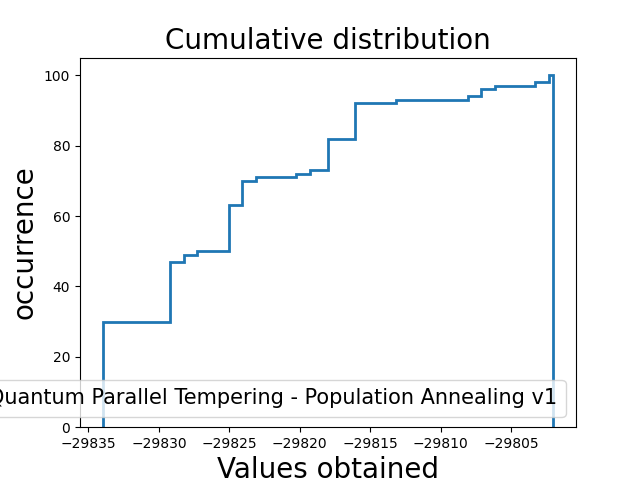 Cumulative distribution
occurrence
100
80
60
40
20
0
Quantum Parallel Tempering - Population Annealing v1
−29835 −29830 −29825 −29820 −29815 −29810 −29805
Values obtained